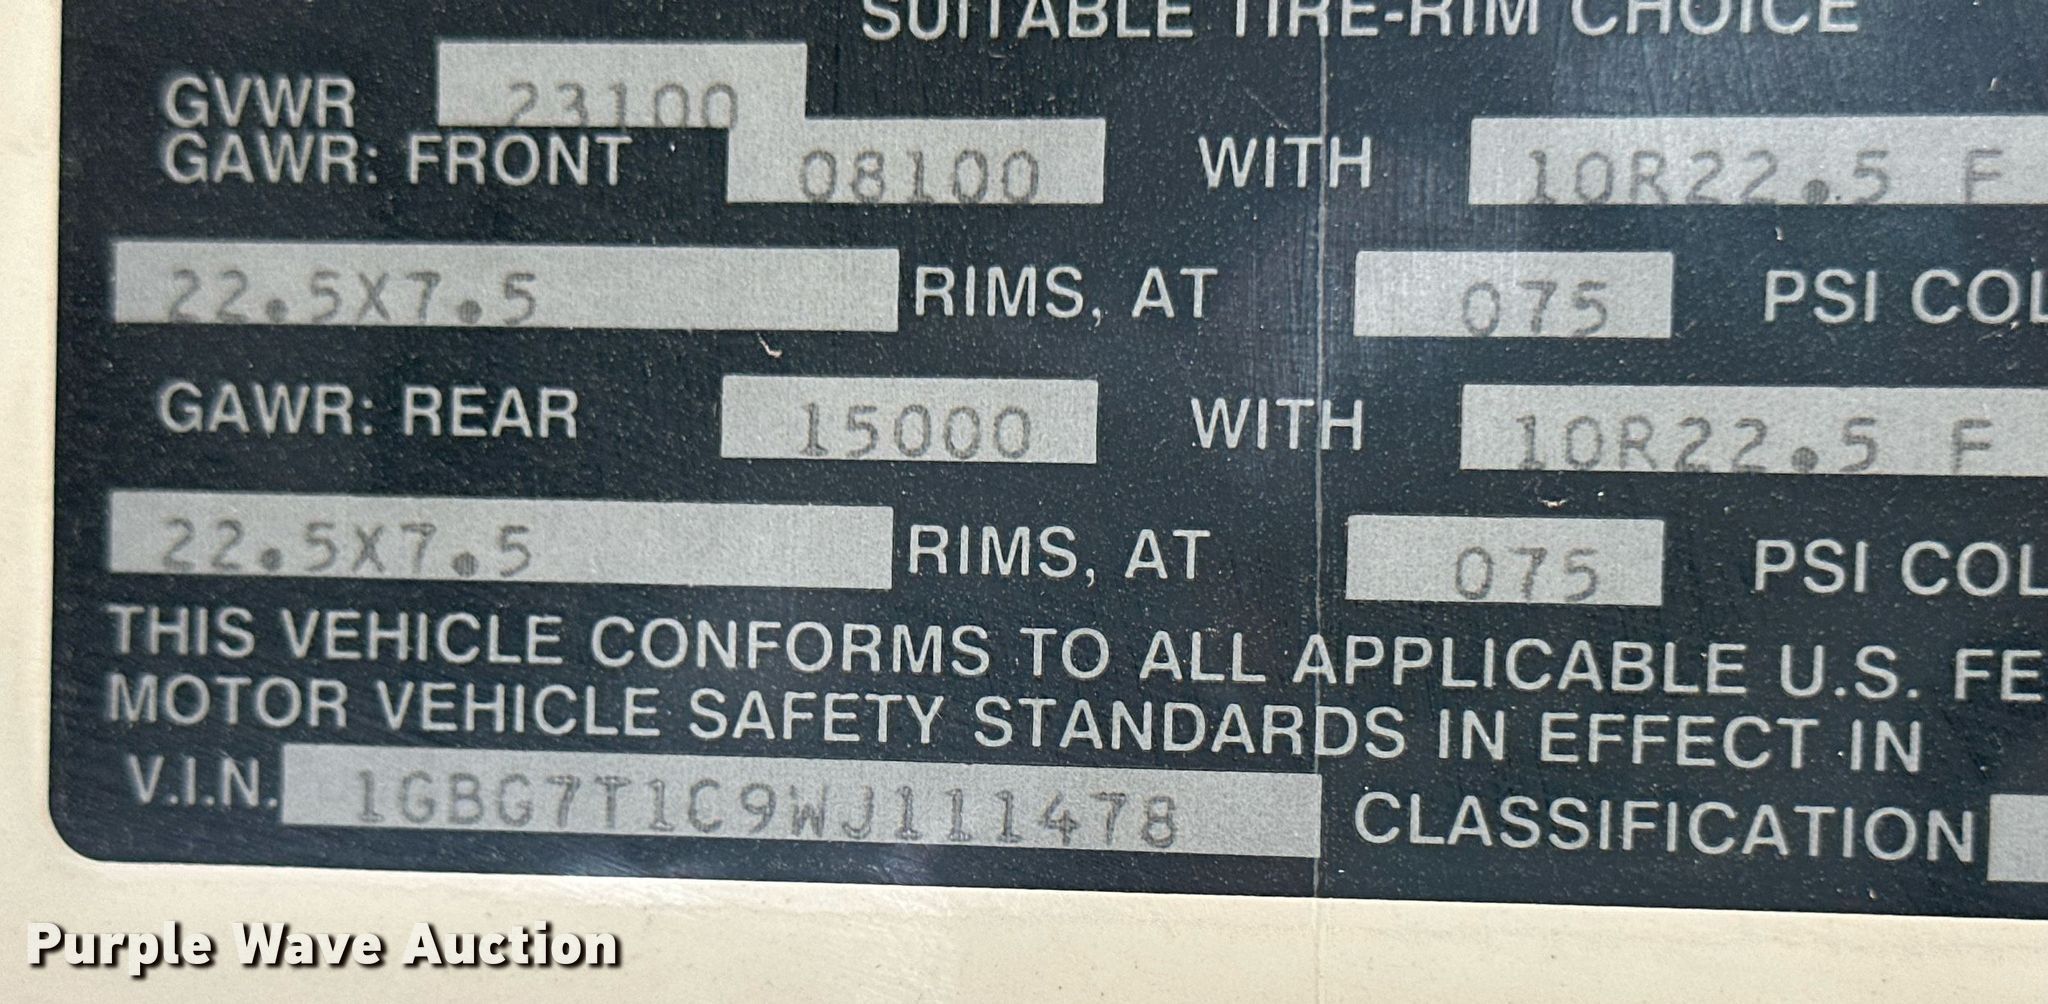 SUITABLE TIRE-RIM CHOICE
GVWR 23100
GAWR: FRONT 08100 WITH 10R22.5 F
22.5X7.5 RIMS, AT 075 PSI COL
GAWR: REAR 15000 WITH 10R22.5 F
22.5X7.5 RIMS, AT 075 PSI COL
THIS VEHICLE CONFORMS TO ALL APPLICABLE U.S. FE
MOTOR VEHICLE SAFETY STANDARDS IN EFFECT IN
V.I.N. 1GBG7T1C9WJ111478 CLASSIFICATION
Purple Wave Auction